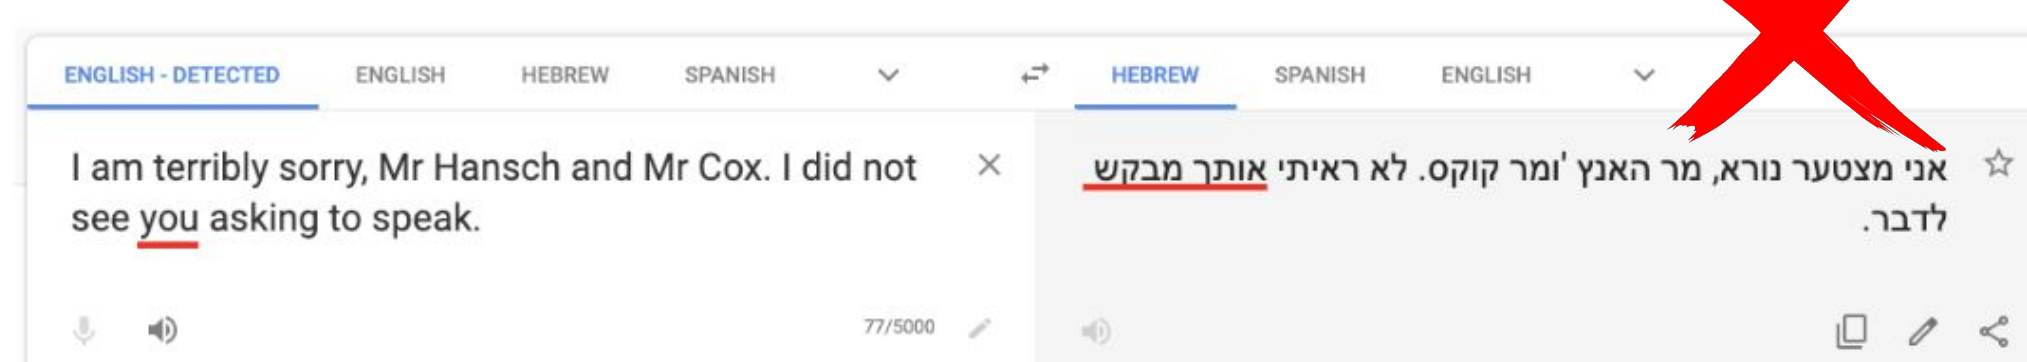 ENGLISH - DETECTED ENGLISH HEBREW SPANISH
HEBREW SPANISH ENGLISH
I am terribly sorry, Mr Hansch and Mr Cox. I did not
see you asking to speak.
77/5000
אני מצטער נורא, מר האנץ 'ומר קוקס. לא ראיתי אותך מבקש
לדבר.